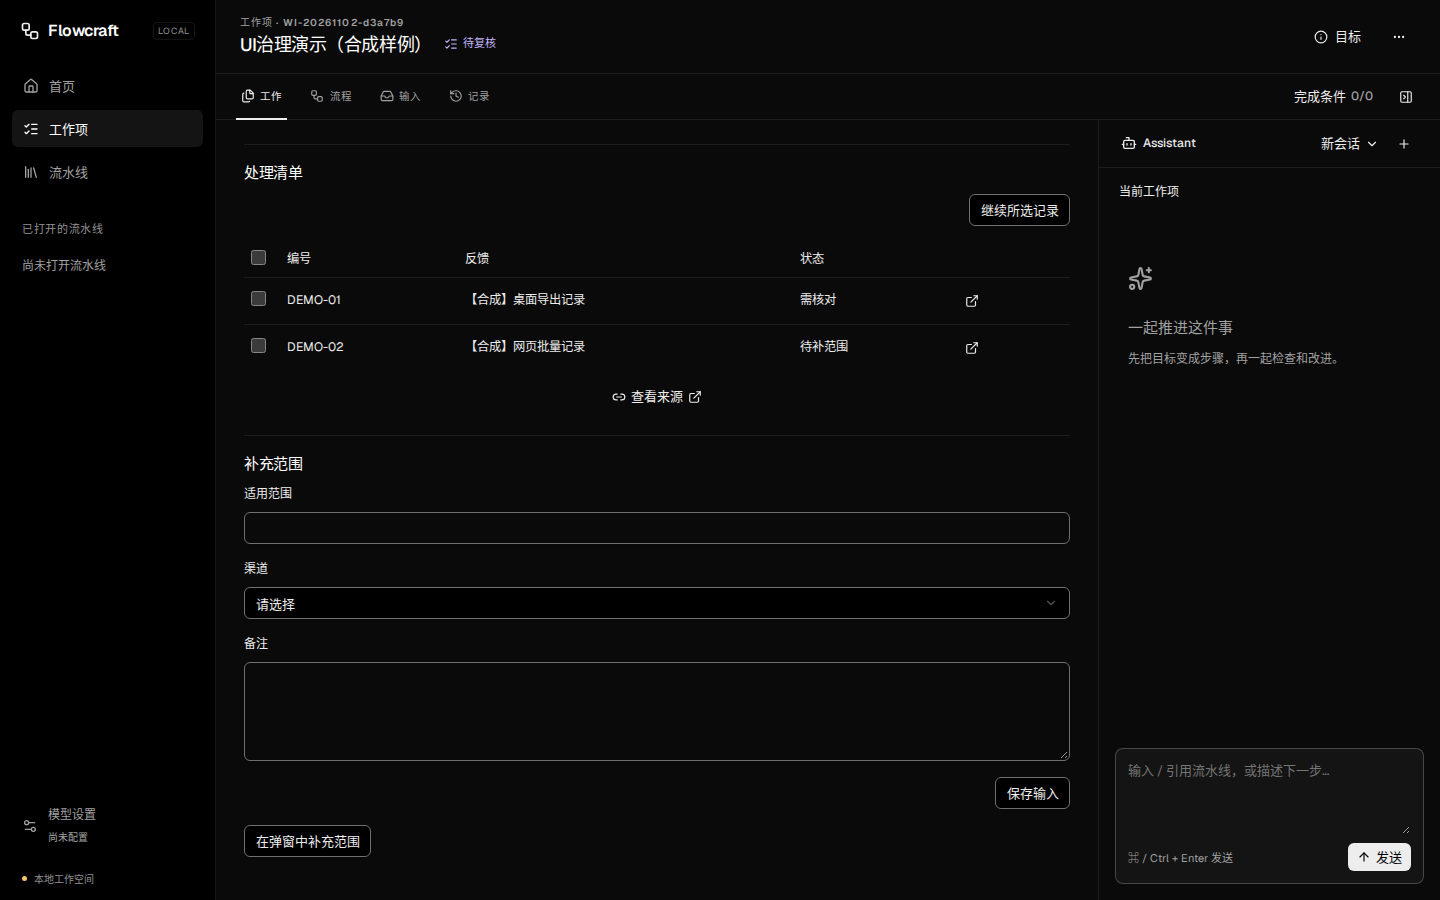 Flowcraft
LOCAL
首页
工作项
流水线
已打开的流水线
尚未打开流水线
模型设置
尚未配置
本地工作空间
工作项 · WI-20261102-d3a7b9
UI治理演示（合成样例）
待复核
目标
工作
流程
输入
记录
完成条件 0/0
处理清单
继续所选记录
编号 反馈 状态
DEMO-01 【合成】桌面导出记录 需核对
DEMO-02 【合成】网页批量记录 待补范围
查看来源
补充范围
适用范围
渠道
请选择
备注
保存输入
在弹窗中补充范围
Assistant
新会话
当前工作项
一起推进这件事
先把目标变成步骤，再一起检查和改进。
输入 / 引用流水线，或描述下一步...
⌘ / Ctrl + Enter 发送
发送